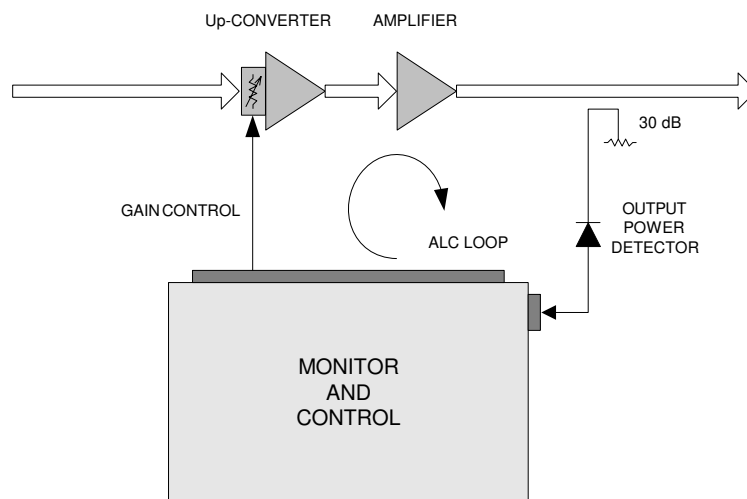 Up-CONVERTER
AMPLIFIER
30 dB
GAIN CONTROL
ALC LOOP
OUTPUT
POWER
DETECTOR
MONITOR
AND
CONTROL